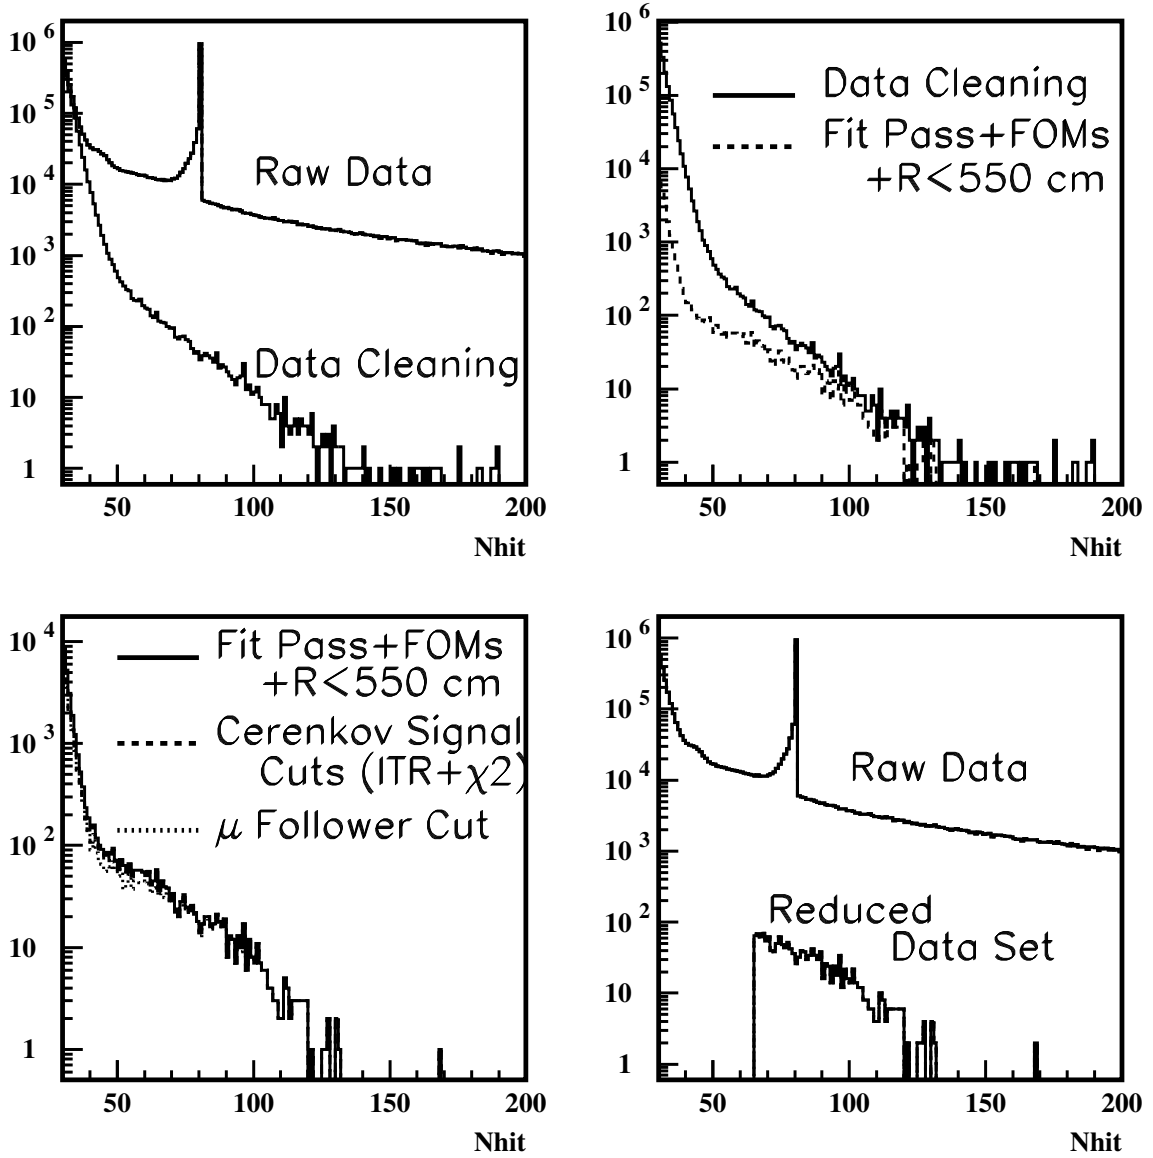 10 6
10 5
10 4
10 3
10 2
10
1
Raw Data
Data Cleaning
50 100 150 200
Nhit
10 6
10 5
10 4
10 3
10 2
10
1
Data Cleaning
Fit Pass+FOMs
+R<550 cm
50 100 150 200
Nhit
10 4
10 3
10 2
10
1
Fit Pass+FOMs
+R<550 cm
Cerenkov Signal
Cuts (ITR+χ2)
μ Follower Cut
50 100 150 200
Nhit
10 6
10 5
10 4
10 3
10 2
10
1
Raw Data
Reduced
Data Set
50 100 150 200
Nhit